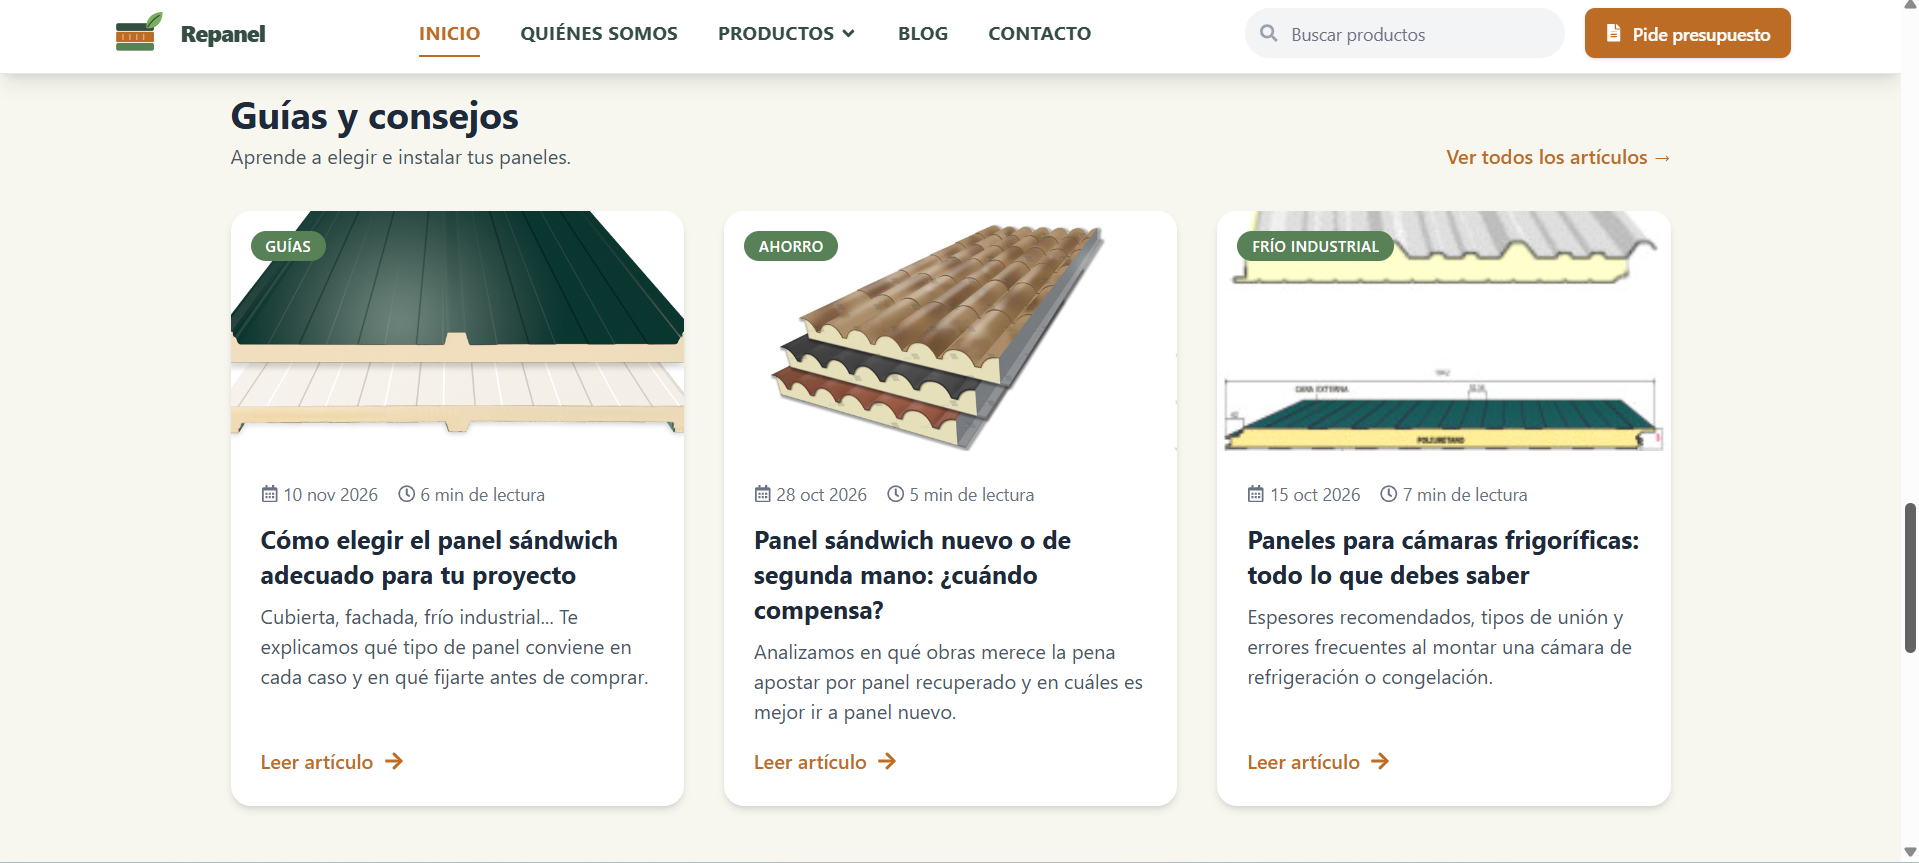 Repanel
INICIO
QUIÉNES SOMOS
PRODUCTOS
BLOG
CONTACTO
Buscar productos
Pide presupuesto
Guías y consejos
Aprende a elegir e instalar tus paneles.
Ver todos los artículos →
GUÍAS
10 nov 2026 6 min de lectura
Cómo elegir el panel sándwich
adecuado para tu proyecto
Cubierta, fachada, frío industrial... Te
explicamos qué tipo de panel conviene en
cada caso y en qué fijarte antes de comprar.
Leer artículo →
AHORRO
28 oct 2026 5 min de lectura
Panel sándwich nuevo o de
segunda mano: ¿cuándo
compensa?
Analizamos en qué obras merece la pena
apostar por panel recuperado y en cuáles es
mejor ir a panel nuevo.
Leer artículo →
FRÍO INDUSTRIAL
CARA EXTERNA
POLIURETANO
15 oct 2026 7 min de lectura
Paneles para cámaras frigoríficas:
todo lo que debes saber
Espesores recomendados, tipos de unión y
errores frecuentes al montar una cámara de
refrigeración o congelación.
Leer artículo →